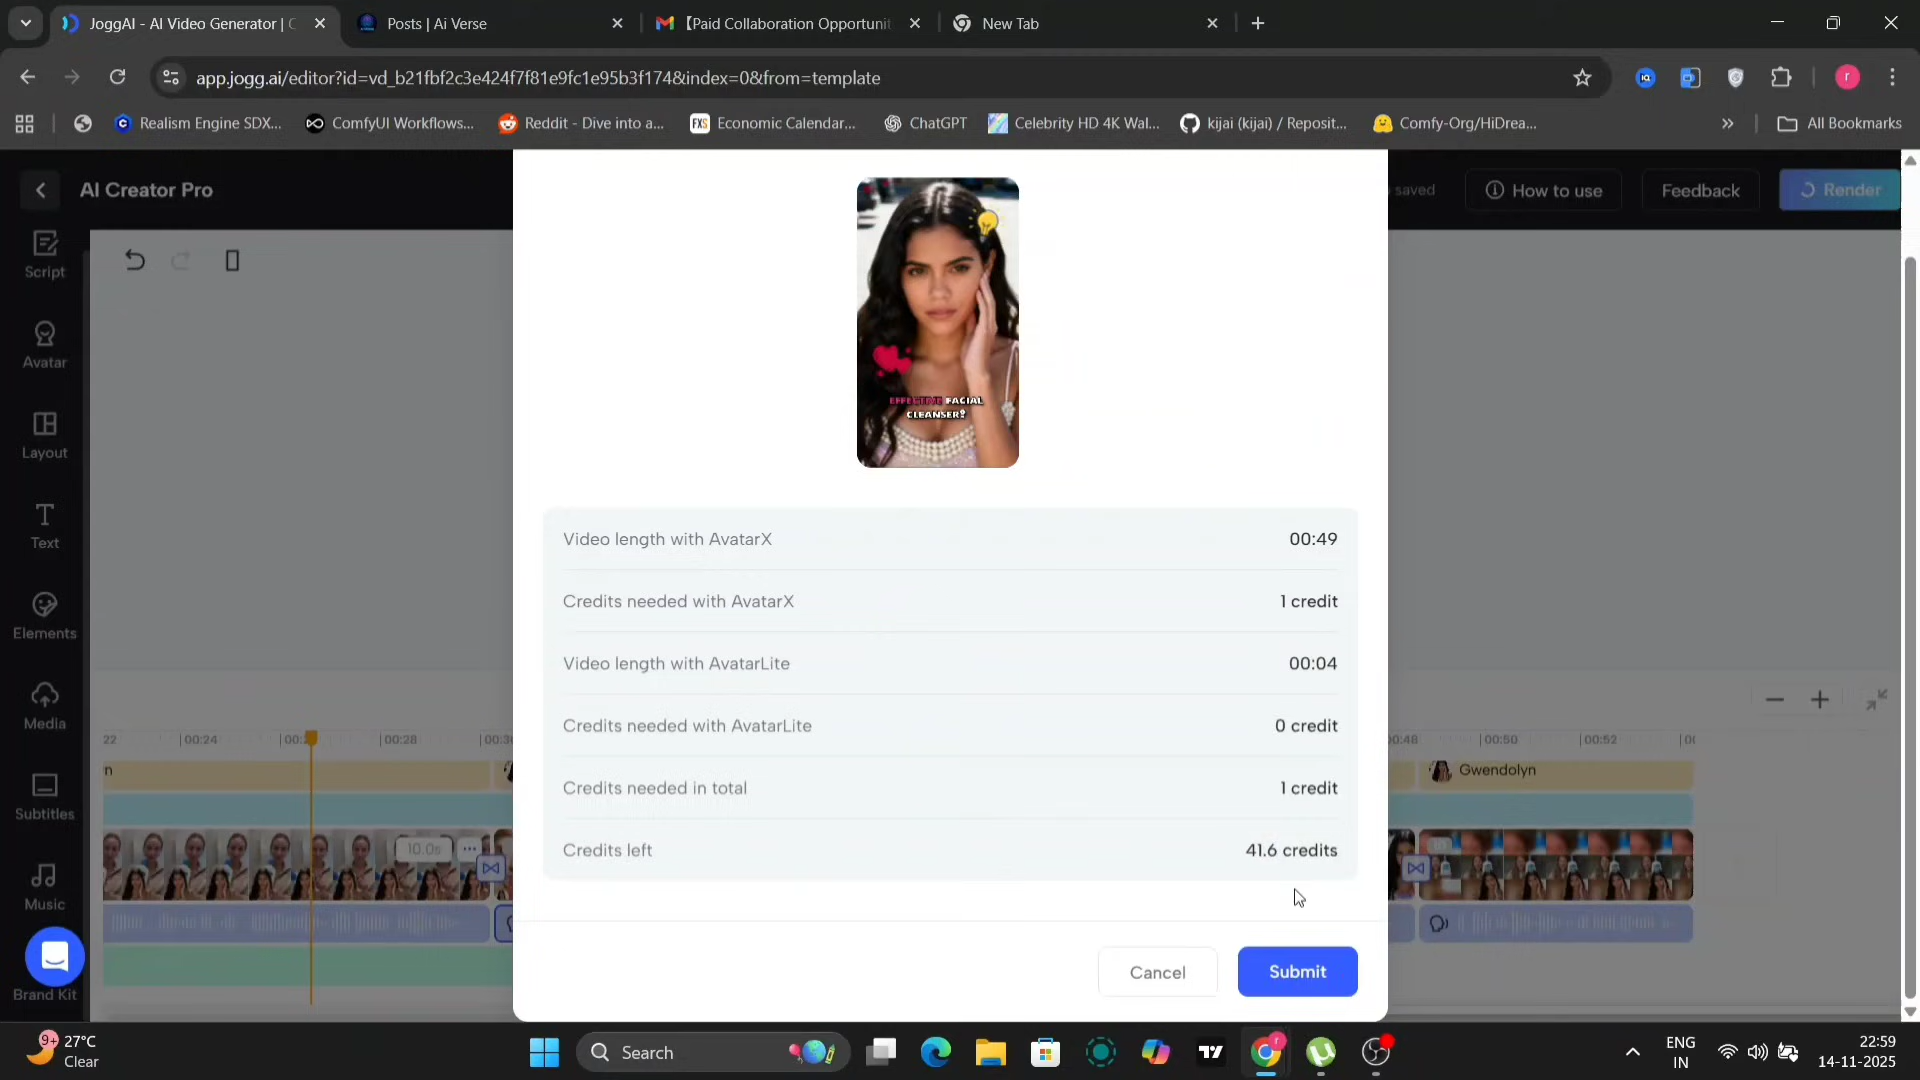 JoggAI - AI Video Generator | C
Posts | Ai Verse
【Paid Collaboration Opportunit
New Tab
app.jogg.ai/editor?id=vd_b21fbf2c3e424f7f81e9fc1e95b3f174&index=0&from=template
Realism Engine SDX...
ComfyUI Workflows...
Reddit - Dive into a...
FXS Economic Calendar...
ChatGPT
Celebrity HD 4K Wal...
kijai (kijai) / Reposit...
Comfy-Org/HiDrea...
All Bookmarks
AI Creator Pro
saved
How to use
Feedback
Render
Script
Avatar
Layout
Text
Elements
Media
Subtitles
Music
Brand Kit
EFFECTIVE FACIAL
CLEANSER?
Video length with AvatarX 00:49
Credits needed with AvatarX 1 credit
Video length with AvatarLite 00:04
Credits needed with AvatarLite 0 credit
Credits needed in total 1 credit
Credits left 41.6 credits
Cancel
Submit
22 00:24 00:28 00:48 00:50 00:52
Gwendolyn
10.0s
9+
27°C
Clear
Search
ENG
IN
22:59
14-11-2025